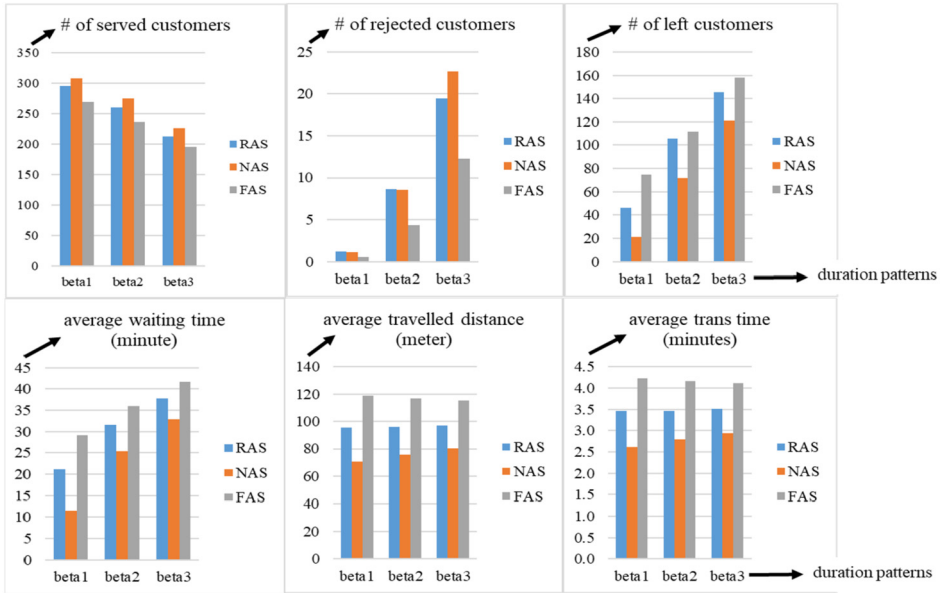 # of served customers
350
300
250
200
150
100
50
0
beta1 beta2 beta3
RAS
NAS
FAS
# of rejected customers
25
20
15
10
5
0
beta1 beta2 beta3
RAS
NAS
FAS
# of left customers
180
160
140
120
100
80
60
40
20
0
beta1 beta2 beta3
RAS
NAS
FAS
duration patterns
average waiting time
(minute)
45
40
35
30
25
20
15
10
5
0
beta1 beta2 beta3
RAS
NAS
FAS
average travelled distance
(meter)
140
120
100
80
60
40
20
0
beta1 beta2 beta3
RAS
NAS
FAS
average trans time
(minutes)
4.5
4.0
3.5
3.0
2.5
2.0
1.5
1.0
0.5
0.0
beta1 beta2 beta3
RAS
NAS
FAS
duration patterns